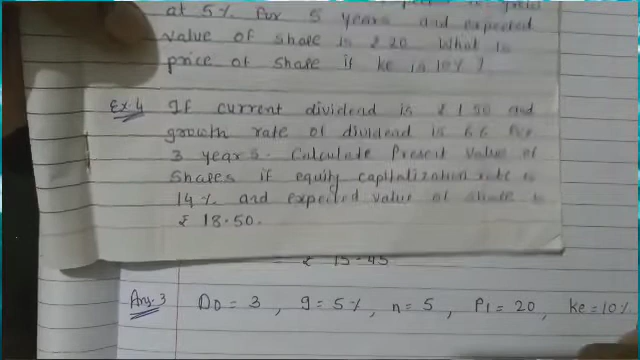 at 5% for 5 years and expected
value of share is ₹ 20. What is
price of share if ke is 10% ?
Ex.4 If current dividend is ₹ 1.50 and
growth rate of dividend is 6%
3 years. Calculate Present Value of
Shares if equity capitalization rate is
14% and expected value of share is
₹ 18.50.
= ₹ 15.45
Ans.3 D0 = 3 , g = 5% , n = 5 , P1 = 20 , ke = 10%